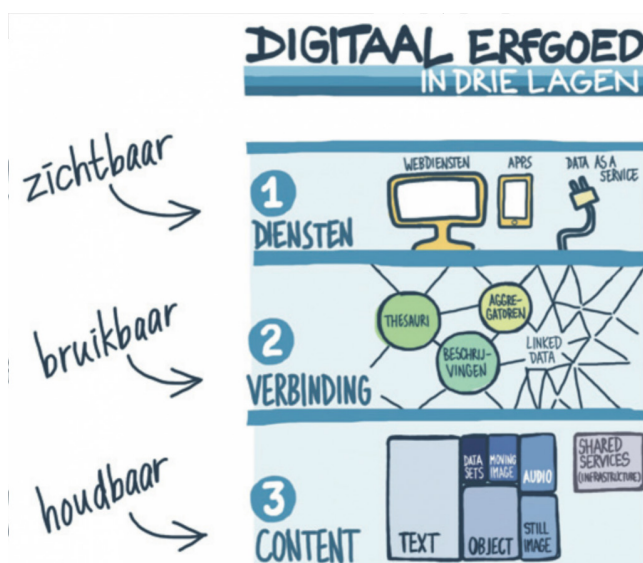 DIGITAAL ERFGOED
IN DRIE LAGEN
zichtbaar
1
DIENSTEN
WEBDIENSTEN
APPS
DATA AS A
SERVICE
bruikbaar
2
VERBINDING
THESAURI
AGGRE-
GATOREN
BESCHRIJ-
VINGEN
LINKED
DATA
houdbaar
3
CONTENT
TEXT
DATA
SETS
MOVING
IMAGE
AUDIO
OBJECT
STILL
IMAGE
SHARED
SERVICES
(INFRASTRUCTURE)